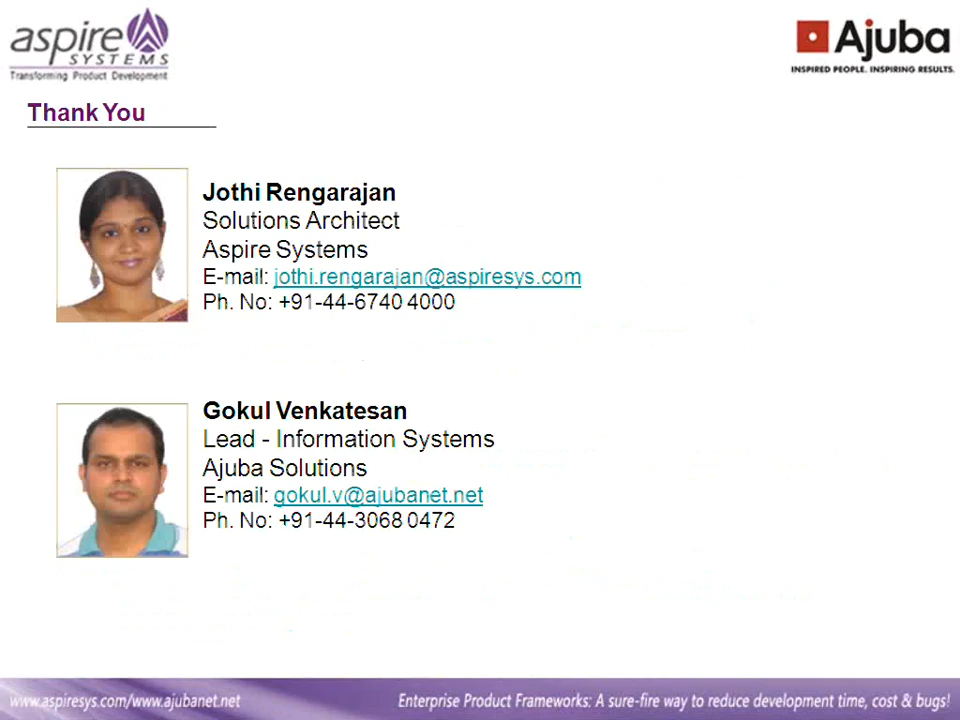 aspire
SYSTEMS
Transforming Product Development
Ajuba
INSPIRED PEOPLE. INSPIRING RESULTS.
Thank You
Jothi Rengarajan
Solutions Architect
Aspire Systems
E-mail: jothi.rengarajan@aspiresys.com
Ph. No: +91-44-6740 4000
Gokul Venkatesan
Lead - Information Systems
Ajuba Solutions
E-mail: gokul.v@ajubanet.net
Ph. No: +91-44-3068 0472
www.aspiresys.com/www.ajubanet.net
Enterprise Product Frameworks: A sure-fire way to reduce development time, cost & bugs!